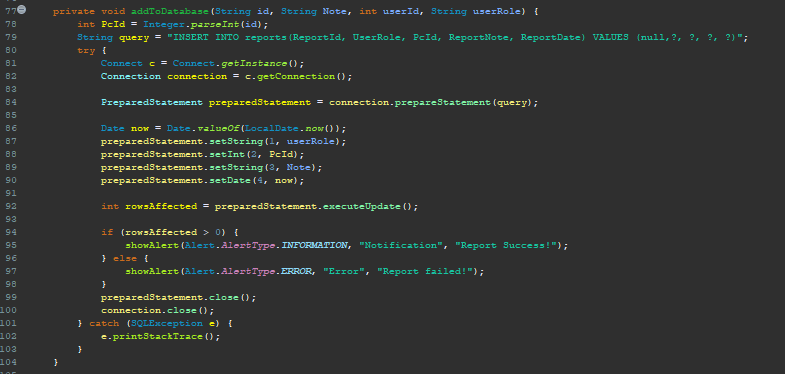 77 private void addToDatabase(String id, String Note, int userId, String userRole) {
78 int PcId = Integer.parseInt(id);
79 String query = "INSERT INTO reports(ReportId, UserRole, PcId, ReportNote, ReportDate) VALUES (null,?, ?, ?, ?)";
80 try {
81 Connect c = Connect.getInstance();
82 Connection connection = c.getConnection();
83
84 PreparedStatement preparedStatement = connection.prepareStatement(query);
85
86 Date now = Date.valueOf(LocalDate.now());
87 preparedStatement.setString(1, userRole);
88 preparedStatement.setInt(2, PcId);
89 preparedStatement.setString(3, Note);
90 preparedStatement.setDate(4, now);
91
92 int rowsAffected = preparedStatement.executeUpdate();
93
94 if (rowsAffected > 0) {
95 showAlert(Alert.AlertType.INFORMATION, "Notification", "Report Success!");
96 } else {
97 showAlert(Alert.AlertType.ERROR, "Error", "Report failed!");
98 }
99 preparedStatement.close();
100 connection.close();
101 } catch (SQLException e) {
102 e.printStackTrace();
103 }
104 }